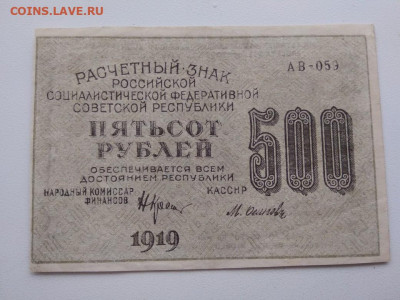 COINS.LAVE.RU
РАСЧЕТНЫЙ·ЗНАК
РОССИЙСКОЙ
СОЦИАЛИСТИЧЕСКОЙ ФЕДЕРАТИВНОЙ
СОВЕТСКОЙ РЕСПУБЛИКИ
АВ-059
ПЯТЬСОТ
РУБЛЕЙ
500
ОБЕСПЕЧИВАЕТСЯ ВСЕМ
ДОСТОЯНИЕМ РЕСПУБЛИКИ
НАРОДНЫЙ КОМИССАР
ФИНАНСОВ
КАССИР
1919